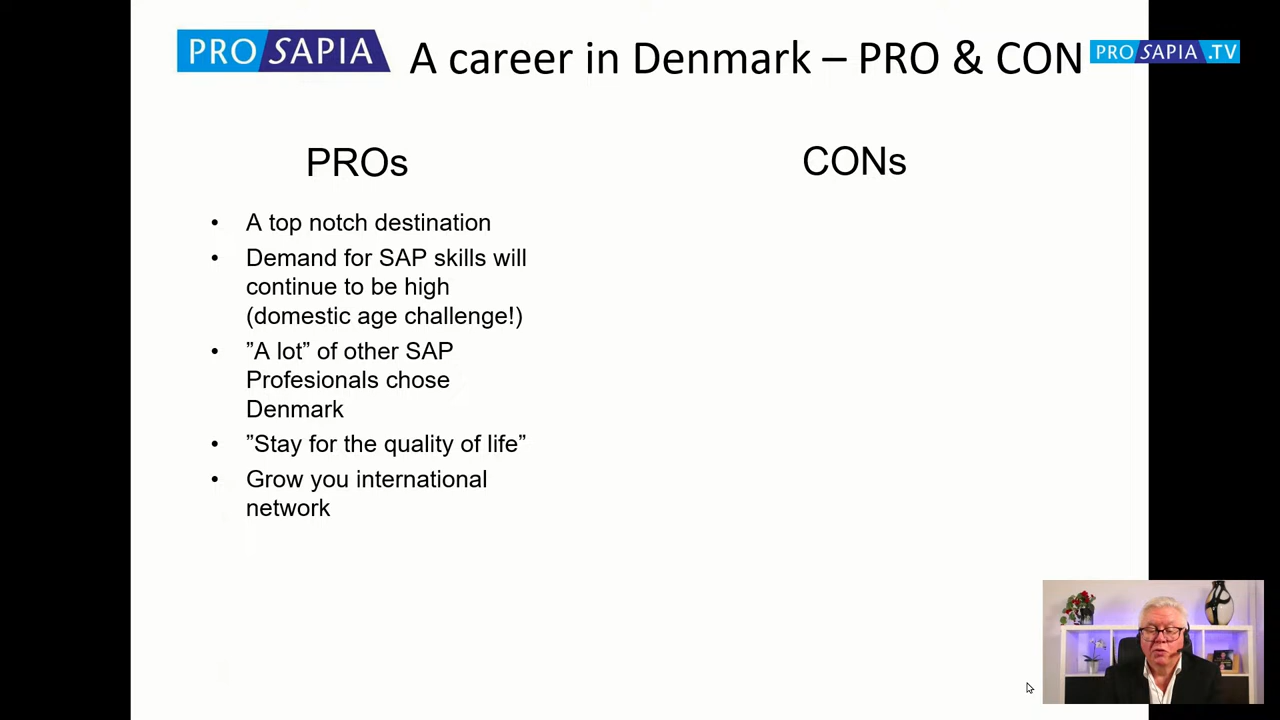 PRO SAPIA
A career in Denmark – PRO & CON
PRO SAPIA .TV
PROs
CONs
• A top notch destination
• Demand for SAP skills will
continue to be high
(domestic age challenge!)
• ”A lot” of other SAP
Profesionals chose
Denmark
• ”Stay for the quality of life”
• Grow you international
network